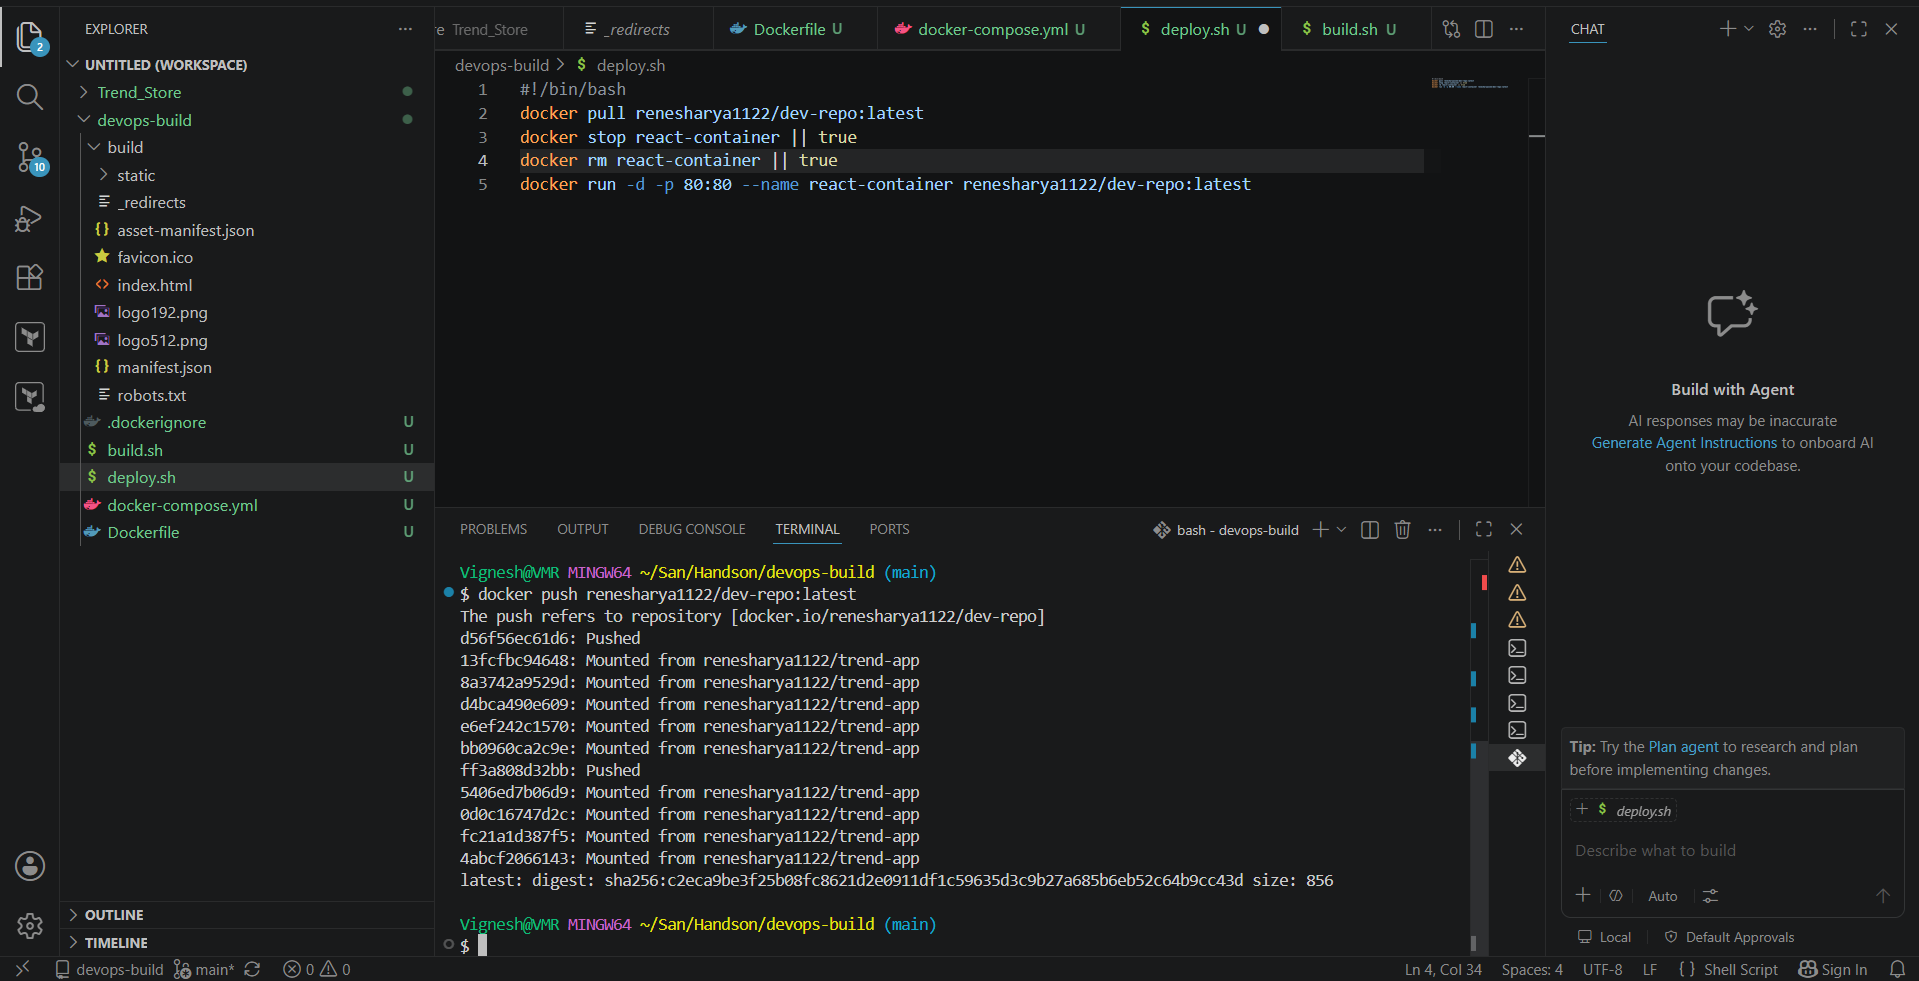 EXPLORER
UNTITLED (WORKSPACE)
Trend_Store
devops-build
build
static
_redirects
asset-manifest.json
favicon.ico
index.html
logo192.png
logo512.png
manifest.json
robots.txt
.dockerignore U
build.sh U
deploy.sh U
docker-compose.yml U
Dockerfile U
OUTLINE
TIMELINE
2
10
re Trend_Store
_redirects
Dockerfile U
docker-compose.yml U
deploy.sh U
build.sh U
devops-build > $ deploy.sh
1 #!/bin/bash
2 docker pull renesharya1122/dev-repo:latest
3 docker stop react-container || true
4 docker rm react-container || true
5 docker run -d -p 80:80 --name react-container renesharya1122/dev-repo:latest
PROBLEMS OUTPUT DEBUG CONSOLE TERMINAL PORTS
bash - devops-build
Vignesh@VMR MINGW64 ~/San/Handson/devops-build (main)
$ docker push renesharya1122/dev-repo:latest
The push refers to repository [docker.io/renesharya1122/dev-repo]
d56f56ec61d6: Pushed
13fcfbc94648: Mounted from renesharya1122/trend-app
8a3742a9529d: Mounted from renesharya1122/trend-app
d4bca490e609: Mounted from renesharya1122/trend-app
e6ef242c1570: Mounted from renesharya1122/trend-app
bb0960ca2c9e: Mounted from renesharya1122/trend-app
ff3a808d32bb: Pushed
5406ed7b06d9: Mounted from renesharya1122/trend-app
0d0c16747d2c: Mounted from renesharya1122/trend-app
fc21a1d387f5: Mounted from renesharya1122/trend-app
4abcf2066143: Mounted from renesharya1122/trend-app
latest: digest: sha256:c2eca9be3f25b08fc8621d2e0911df1c59635d3c9b27a685b6eb52c64b9cc43d size: 856
Vignesh@VMR MINGW64 ~/San/Handson/devops-build (main)
$
CHAT
Build with Agent
AI responses may be inaccurate
Generate Agent Instructions to onboard AI
onto your codebase.
Tip: Try the Plan agent to research and plan
before implementing changes.
$ deploy.sh
Describe what to build
Auto
Local
Default Approvals
devops-build
main*
0
0
Ln 4, Col 34
Spaces: 4
UTF-8
LF
{ } Shell Script
Sign In